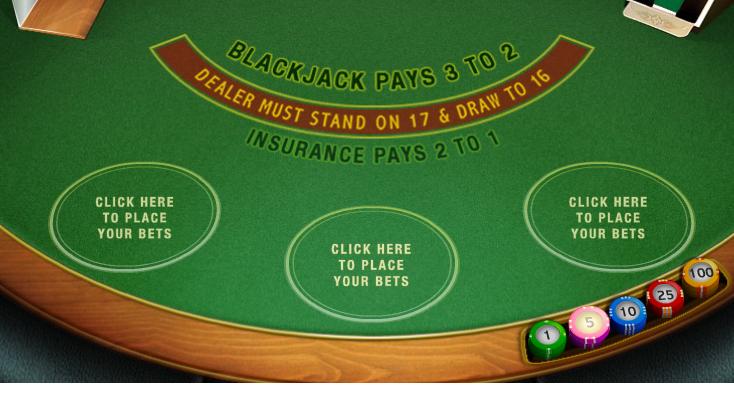 BLACKJACK PAYS 3 TO 2
DEALER MUST STAND ON 17 & DRAW TO 16
INSURANCE PAYS 2 TO 1
CLICK HERE
TO PLACE
YOUR BETS
CLICK HERE
TO PLACE
YOUR BETS
CLICK HERE
TO PLACE
YOUR BETS
1
5
10
25
100